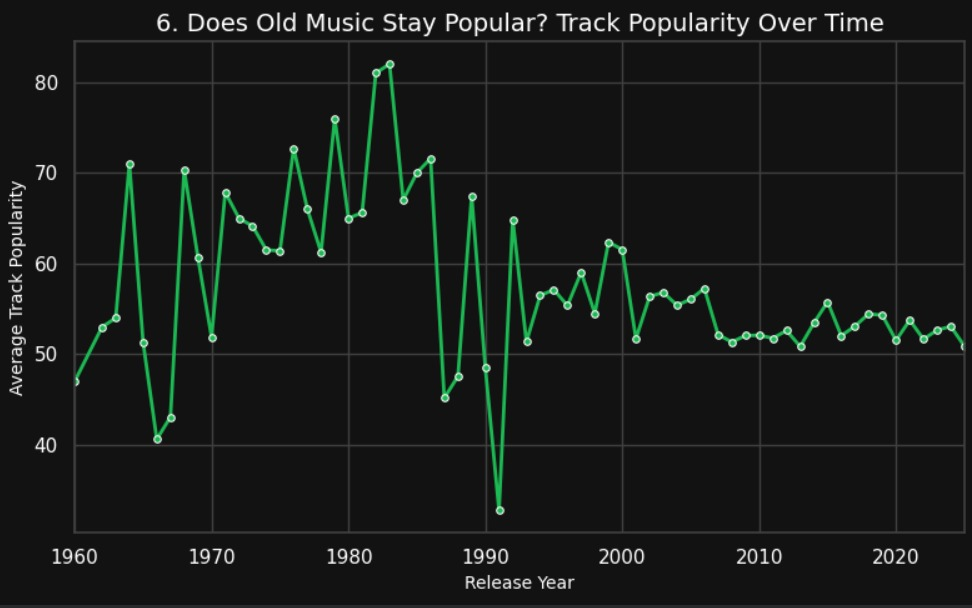 6. Does Old Music Stay Popular? Track Popularity Over Time
Average Track Popularity
80
70
60
50
40
1960 1970 1980 1990 2000 2010 2020
Release Year